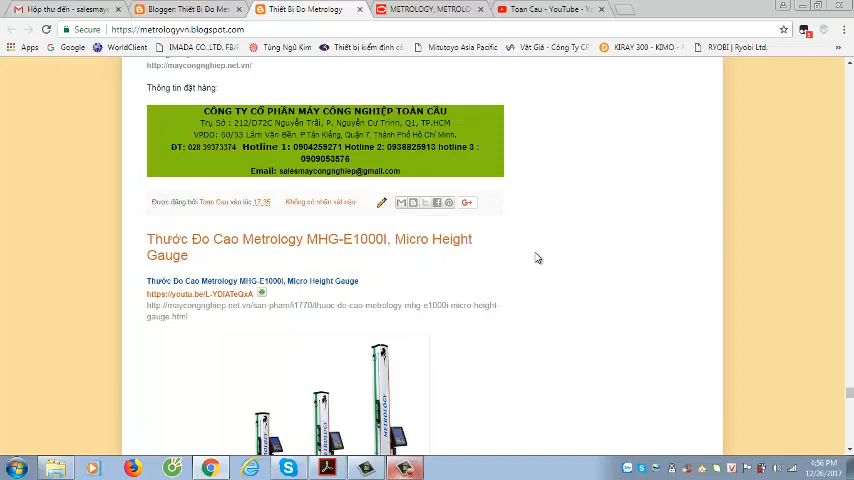 Hộp thư đến - salesmayc
Blogger: Thiết Bị Đo Met
Thiết Bị Đo Metrology
METROLOGY, METROLO
Toan Cau - YouTube - Yo
Secure
https://metrologyvn.blogspot.com
Apps
Google
WorldClient
IMADA CO.,LTD. FB/
Tùng Ngũ Kim
Thiết bị kiểm định cơ
Mitutoyo Asia Pacific
Vật Giá - Công Ty CP
KIRAY 300 - KIMO -
RYOBI | Ryobi Ltd.
http://maycongnghiep.net.vn/
Thông tin đặt hàng:
CÔNG TY CỔ PHẦN MÁY CÔNG NGHIỆP TOÀN CẦU
Trụ Sở : 212/D72C Nguyễn Trãi, P. Nguyễn Cư Trinh, Q1, TP.HCM
VPDD: 60/53 Lâm Văn Bền, P.Tân Kiểng, Quận 7, Thành Phố Hồ Chí Minh.
ĐT: 028 39373374 Hotline 1: 0904259271 Hotline 2: 0938825913 hotline 3 :
0909053576
Email: salesmaycongnghiep@gmail.com
Được đăng bởi Toan Cau vào lúc 17:35
Không có nhận xét nào:
G+
Thước Đo Cao Metrology MHG-E1000I, Micro Height
Gauge
Thước Đo Cao Metrology MHG-E1000I, Micro Height Gauge
https://youtu.be/L-YDlATeQxA
http://maycongnghiep.net.vn/san-pham/i1770/thuoc-do-cao-metrology-mhg-e1000i-micro-height-
gauge.html
METROLOGY
4:56 PM
12/26/2017